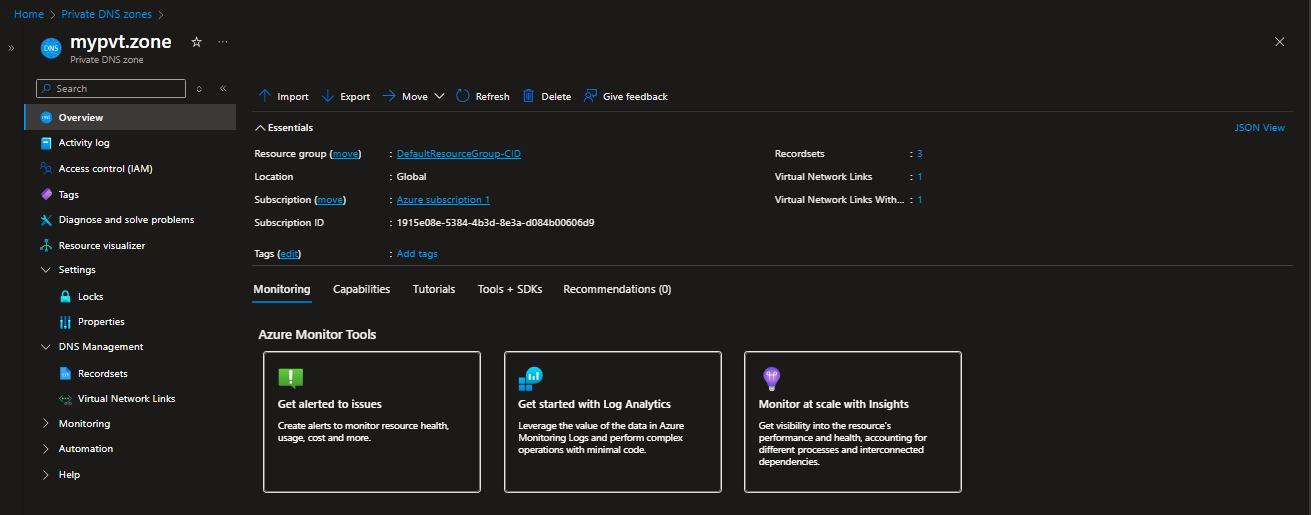 Home > Private DNS zones >
»
DNS
mypvt.zone
Private DNS zone
Search
«
Overview
Activity log
Access control (IAM)
Tags
Diagnose and solve problems
Resource visualizer
Settings
Locks
Properties
DNS Management
Recordsets
Virtual Network Links
Monitoring
Automation
Help
Import Export Move Refresh Delete Give feedback
Essentials
JSON View
Resource group (move) : DefaultResourceGroup-CID
Location : Global
Subscription (move) : Azure subscription 1
Subscription ID : 1915e08e-5384-4b3d-8e3a-d084b00606d9
Tags (edit) : Add tags
Recordsets : 3
Virtual Network Links : 1
Virtual Network Links With... : 1
Monitoring Capabilities Tutorials Tools + SDKs Recommendations (0)
Azure Monitor Tools
Get alerted to issues
Create alerts to monitor resource health,
usage, cost and more.
Get started with Log Analytics
Leverage the value of the data in Azure
Monitoring Logs and perform complex
operations with minimal code.
Monitor at scale with Insights
Get visibility into the resource's
performance and health, accounting for
different processes and interconnected
dependencies.